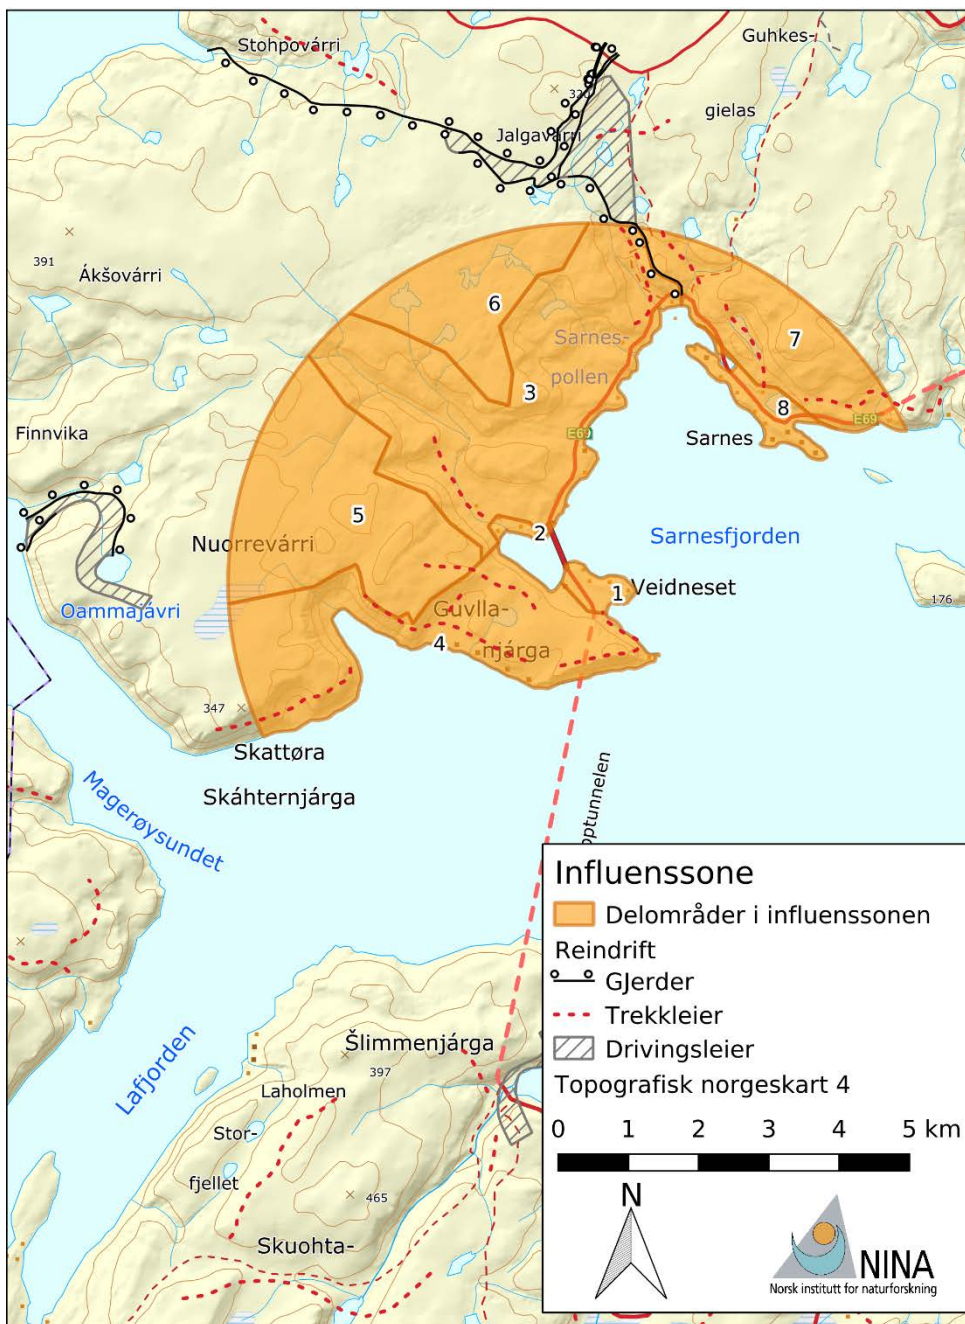 Stohpovárri
Guhkes-
320
Jalgavárri
gielas
391
Ákšovárri
6
7
Sarnes-
pollen
3
8
E69
E69
Finnvika
Sarnes
5
2
Nuorrevárri
Sarnesfjorden
1
Veidneset
Oammajávri
Guvlla-
176
4
njárga
347
Skattøra
Skáhternjárga
Magerøysundet
optunnelen
Lafjorden
Šlimmenjárga
397
Laholmen
Stor-
fjellet
465
Skuohta-
Influenssone
Delområder i influenssonen
Reindrift
GJerder
Trekkleier
Drivingsleier
Topografisk norgeskart 4
0 1 2 3 4 5 km
N
NINA
Norsk institutt for naturforskning